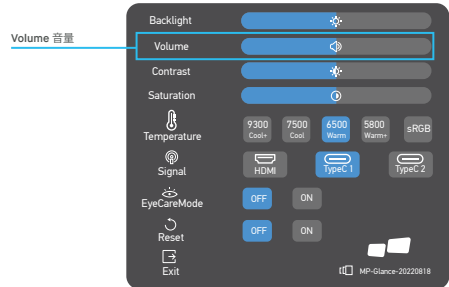 Backlight
Volume 音量
Volume
Contrast
Saturation
Temperature
9300 Cool+
7500 Cool
6500 Warm
5800 Warm+
sRGB
Signal
HDMI
TypeC 1
TypeC 2
EyeCareMode
OFF
ON
Reset
OFF
ON
Exit
MP-Glance-20220818